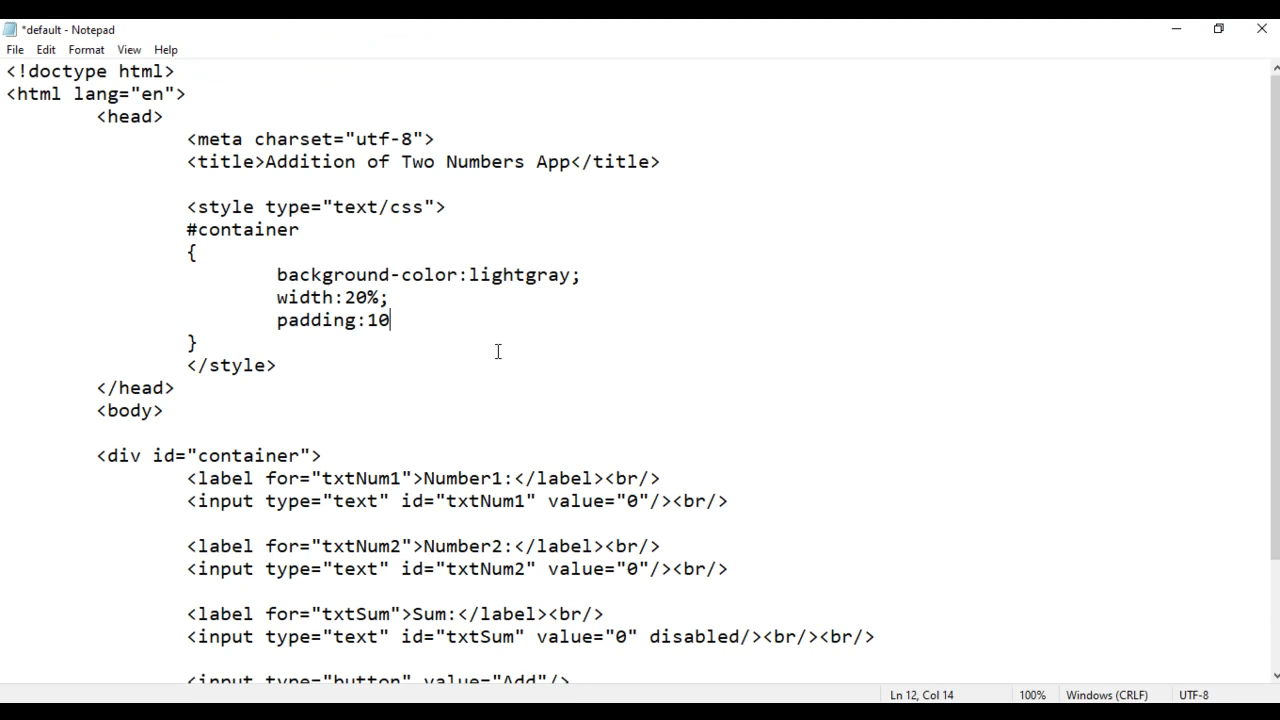 *default - Notepad
File Edit Format View Help
<!doctype html>
<html lang="en">
<head>
<meta charset="utf-8">
<title>Addition of Two Numbers App</title>
<style type="text/css">
#container
{
background-color:lightgray;
width:20%;
padding:10
}
</style>
</head>
<body>
<div id="container">
<label for="txtNum1">Number1:</label><br/>
<input type="text" id="txtNum1" value="0"/><br/>
<label for="txtNum2">Number2:</label><br/>
<input type="text" id="txtNum2" value="0"/><br/>
<label for="txtSum">Sum:</label><br/>
<input type="text" id="txtSum" value="0" disabled/><br/><br/>
<input type="button" value="Add"/>
Ln 12, Col 14 100% Windows (CRLF) UTF-8